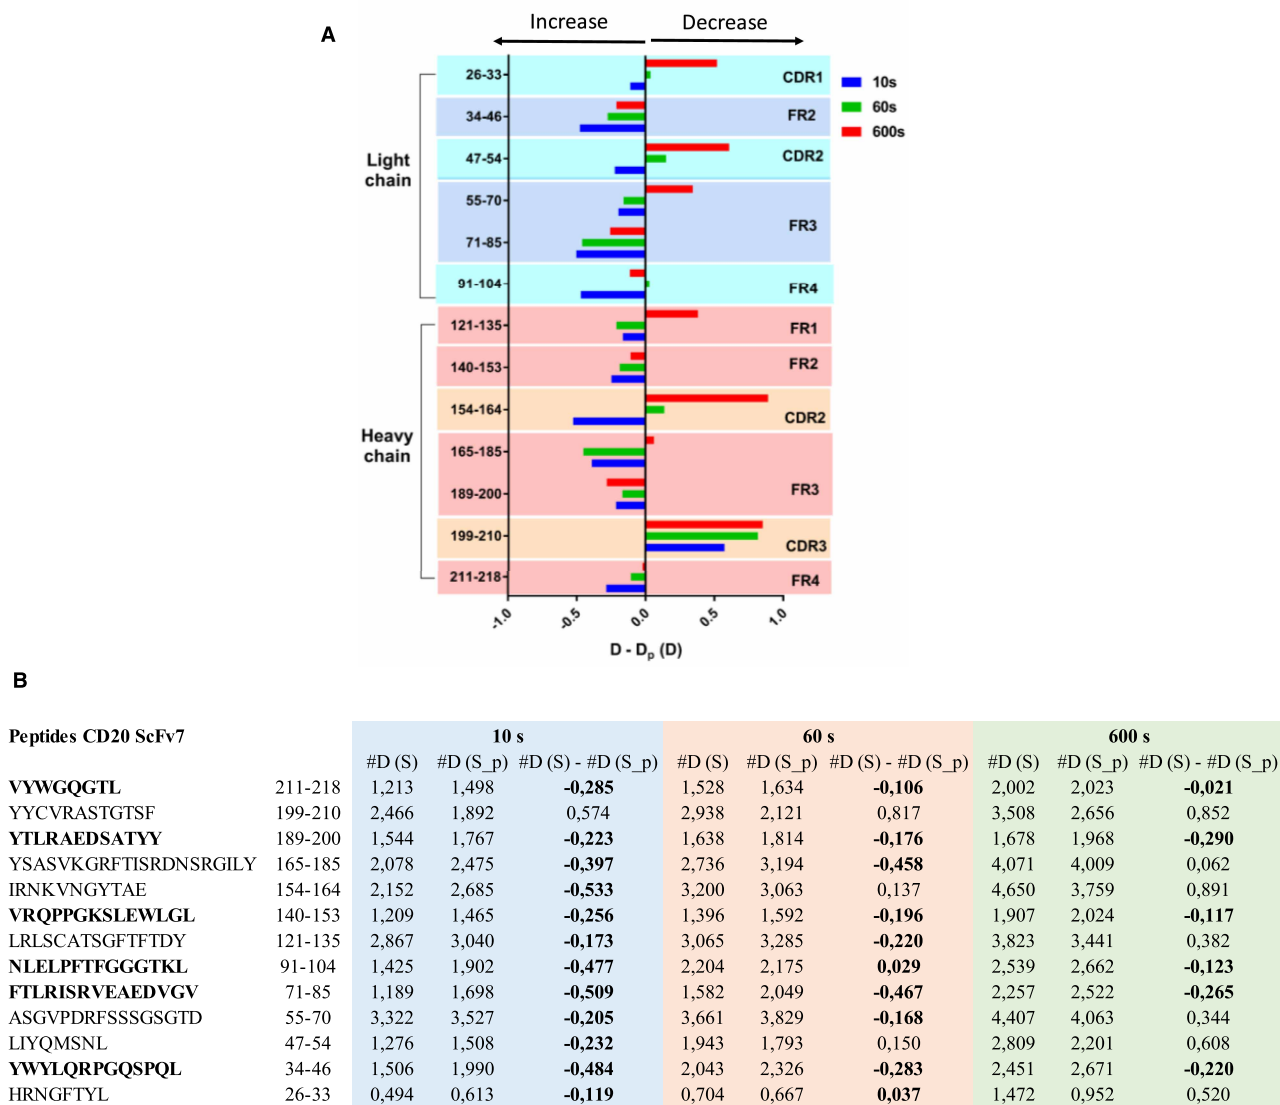 A
Increase Decrease
26-33 CDR1
34-46 FR2
47-54 CDR2
55-70
FR3
71-85
91-104 FR4
121-135 FR1
140-153 FR2
154-164 CDR2
165-185
FR3
189-200
199-210 CDR3
211-218 FR4
Light
chain
Heavy
chain
10s
60s
600s
-1.0 -0.5 0.0 0.5 1.0
D - Dp (D)
B
Peptides CD20 ScFv7 10 s 60 s 600 s
#D (S) #D (S_p) #D (S) - #D (S_p) #D (S) #D (S_p) #D (S) - #D (S_p) #D (S) #D (S_p) #D (S) - #D (S_p)
VYWGQGTL 211-218 1,213 1,498 -0,285 1,528 1,634 -0,106 2,002 2,023 -0,021
YYCVRASTGTSF 199-210 2,466 1,892 0,574 2,938 2,121 0,817 3,508 2,656 0,852
YTLRAEDSATYY 189-200 1,544 1,767 -0,223 1,638 1,814 -0,176 1,678 1,968 -0,290
YSASVKGRFTISRDNSRGILY 165-185 2,078 2,475 -0,397 2,736 3,194 -0,458 4,071 4,009 0,062
IRNKVNGYTAE 154-164 2,152 2,685 -0,533 3,200 3,063 0,137 4,650 3,759 0,891
VRQPPGKSLEWLGL 140-153 1,209 1,465 -0,256 1,396 1,592 -0,196 1,907 2,024 -0,117
LRLSCATSGFTFTDY 121-135 2,867 3,040 -0,173 3,065 3,285 -0,220 3,823 3,441 0,382
NLELPFTFGGGTKL 91-104 1,425 1,902 -0,477 2,204 2,175 0,029 2,539 2,662 -0,123
FTLRISRVEAEDVGV 71-85 1,189 1,698 -0,509 1,582 2,049 -0,467 2,257 2,522 -0,265
ASGVPDRFSSSGSGTD 55-70 3,322 3,527 -0,205 3,661 3,829 -0,168 4,407 4,063 0,344
LIYQMSNL 47-54 1,276 1,508 -0,232 1,943 1,793 0,150 2,809 2,201 0,608
YWYLQRPGQSPQL 34-46 1,506 1,990 -0,484 2,043 2,326 -0,283 2,451 2,671 -0,220
HRNGFTYL 26-33 0,494 0,613 -0,119 0,704 0,667 0,037 1,472 0,952 0,520